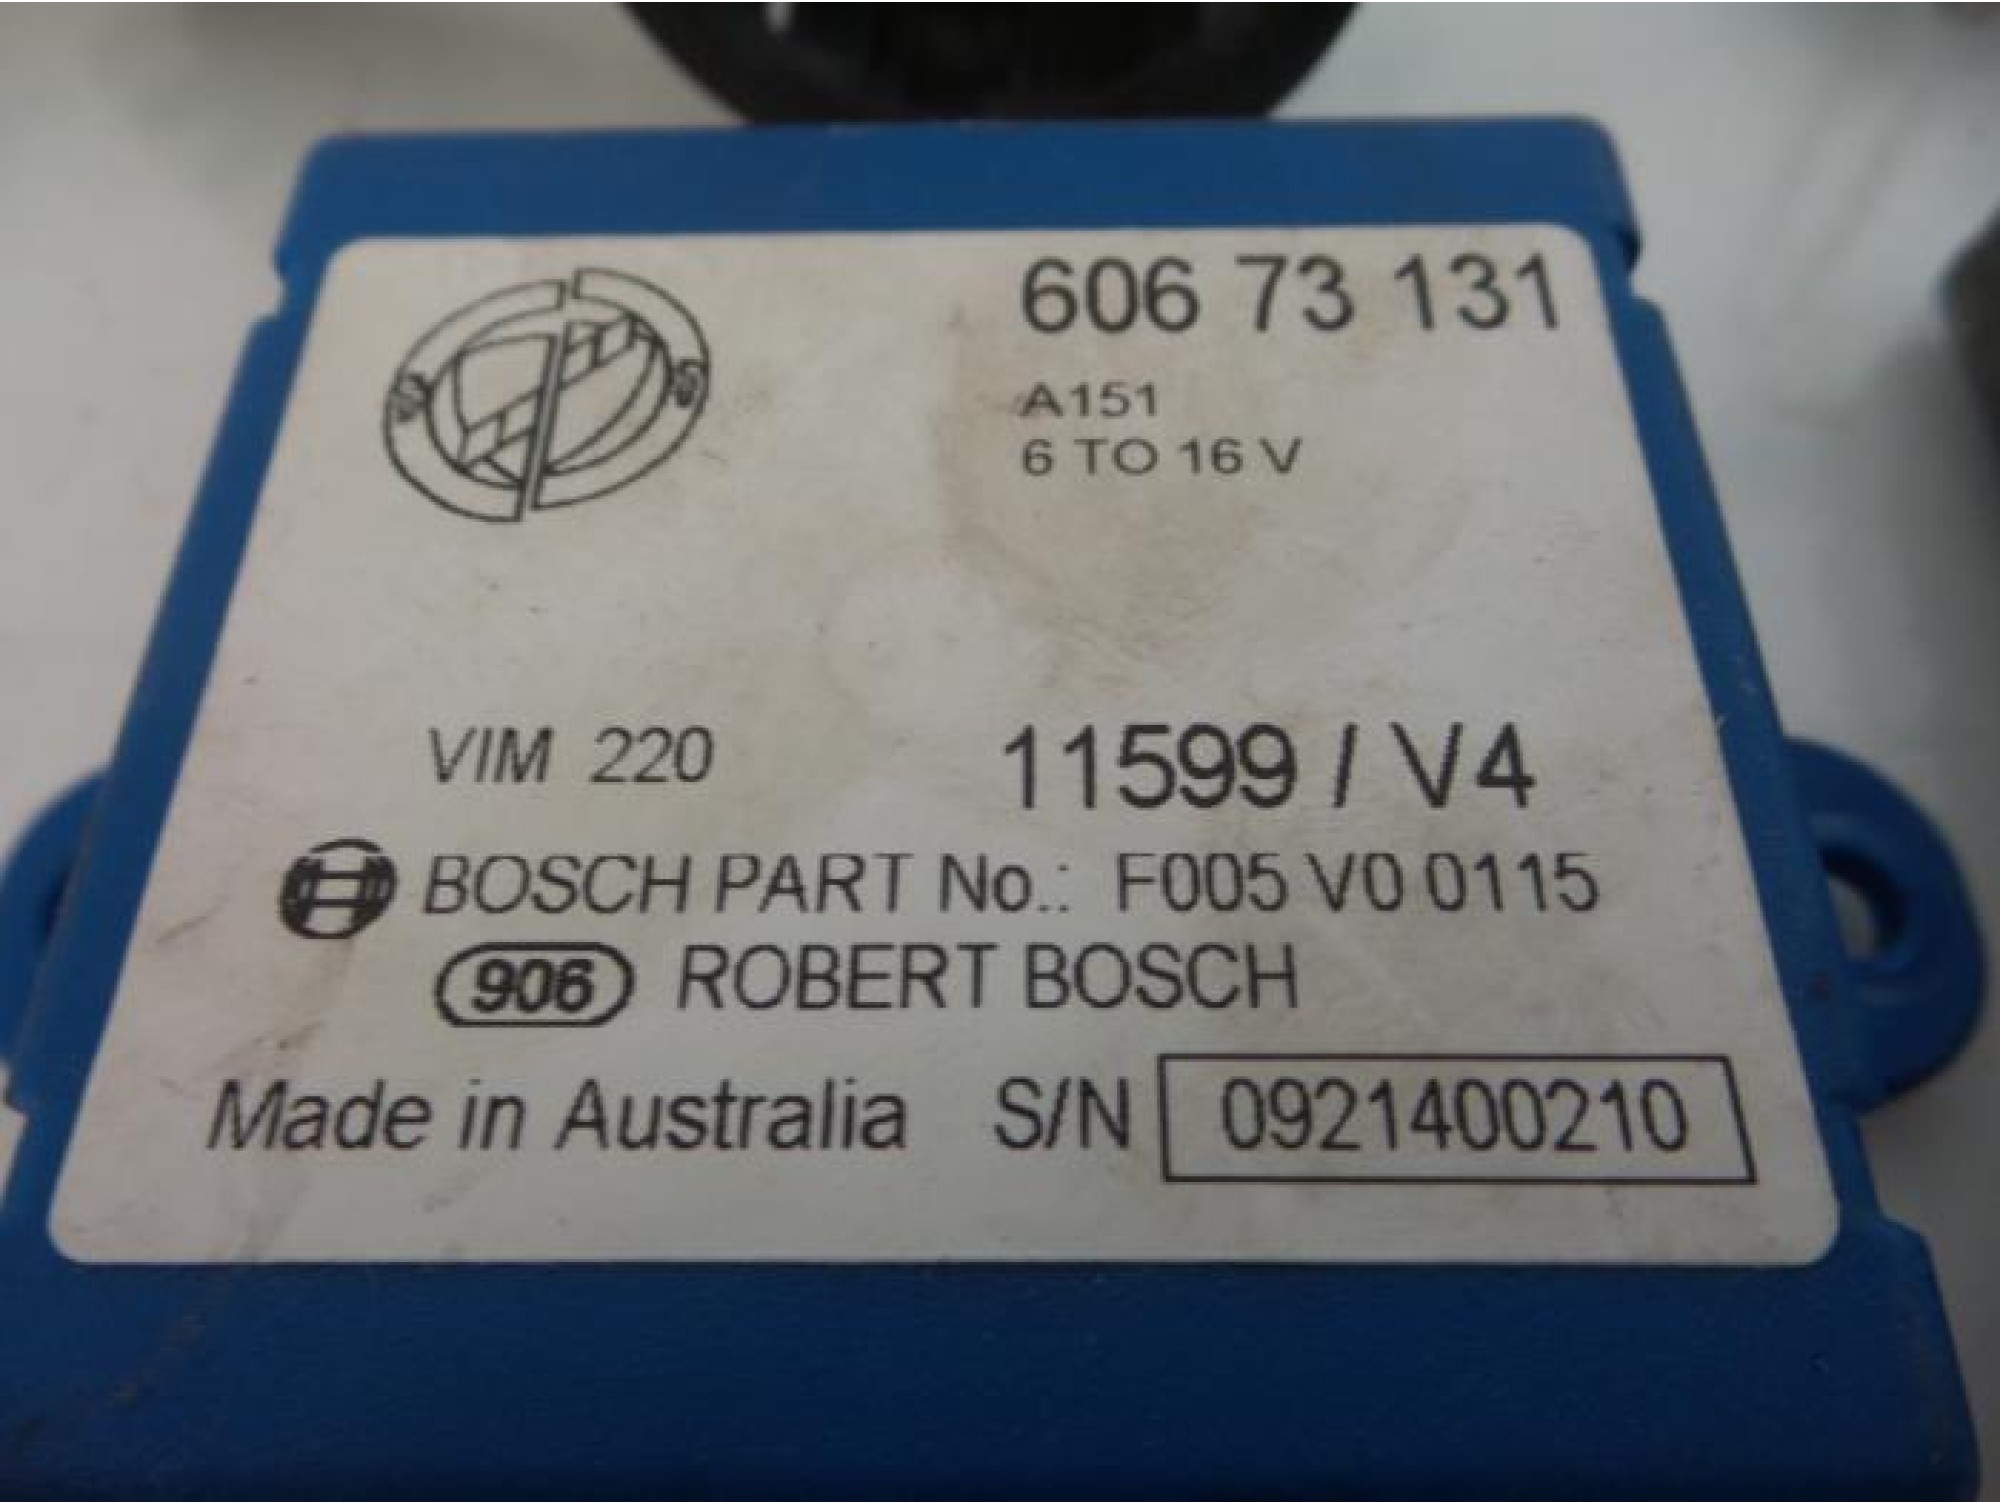 606 73 131
A151
6 TO 16 V
VIM 220 11599 / V4
BOSCH PART No.: F005 V0 0115
906 ROBERT BOSCH
Made in Australia S/N 0921400210